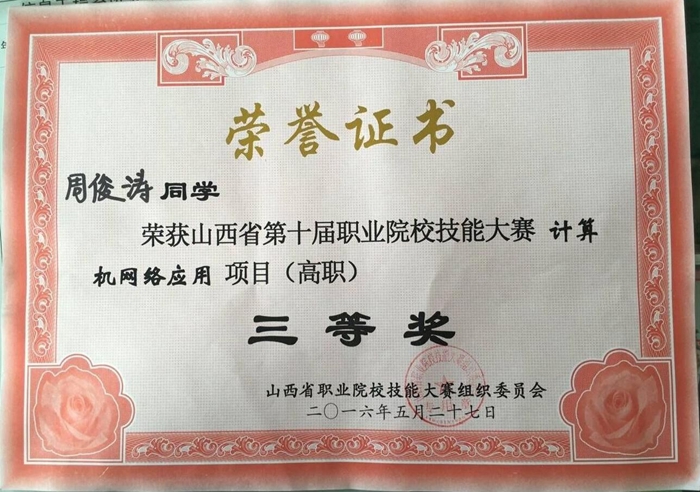 荣誉证书
周俊涛同学
荣获山西省第十届职业院校技能大赛 计算
机网络应用 项目（高职）
三等奖
山西省职业院校技能大赛组织委员会
二〇一六年五月二十七日